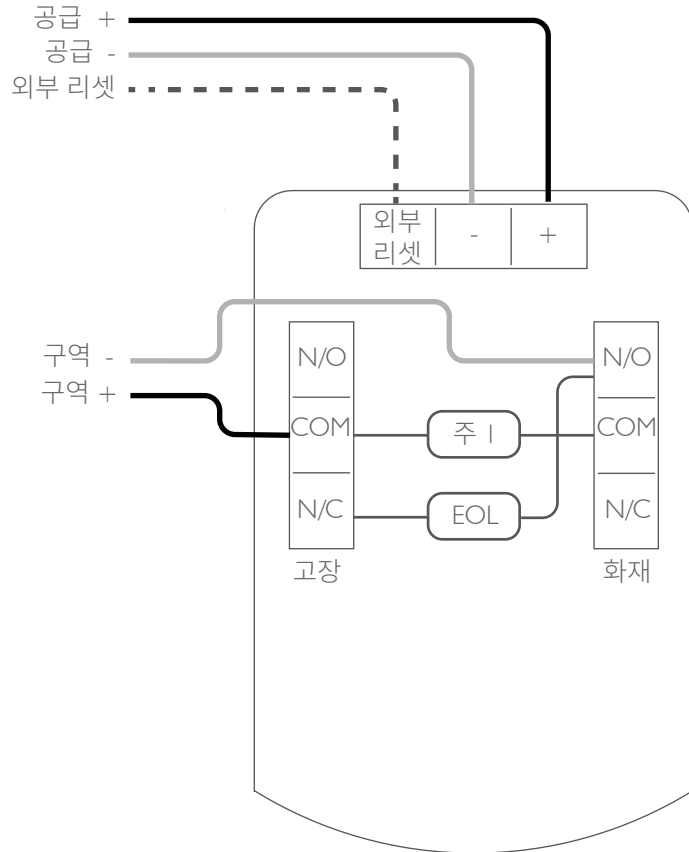 공급 +
공급 -
외부 리셋
외부
리셋
-
+
구역 -
구역 +
N/O
COM
N/C
고장
주 1
EOL
N/O
COM
N/C
화재